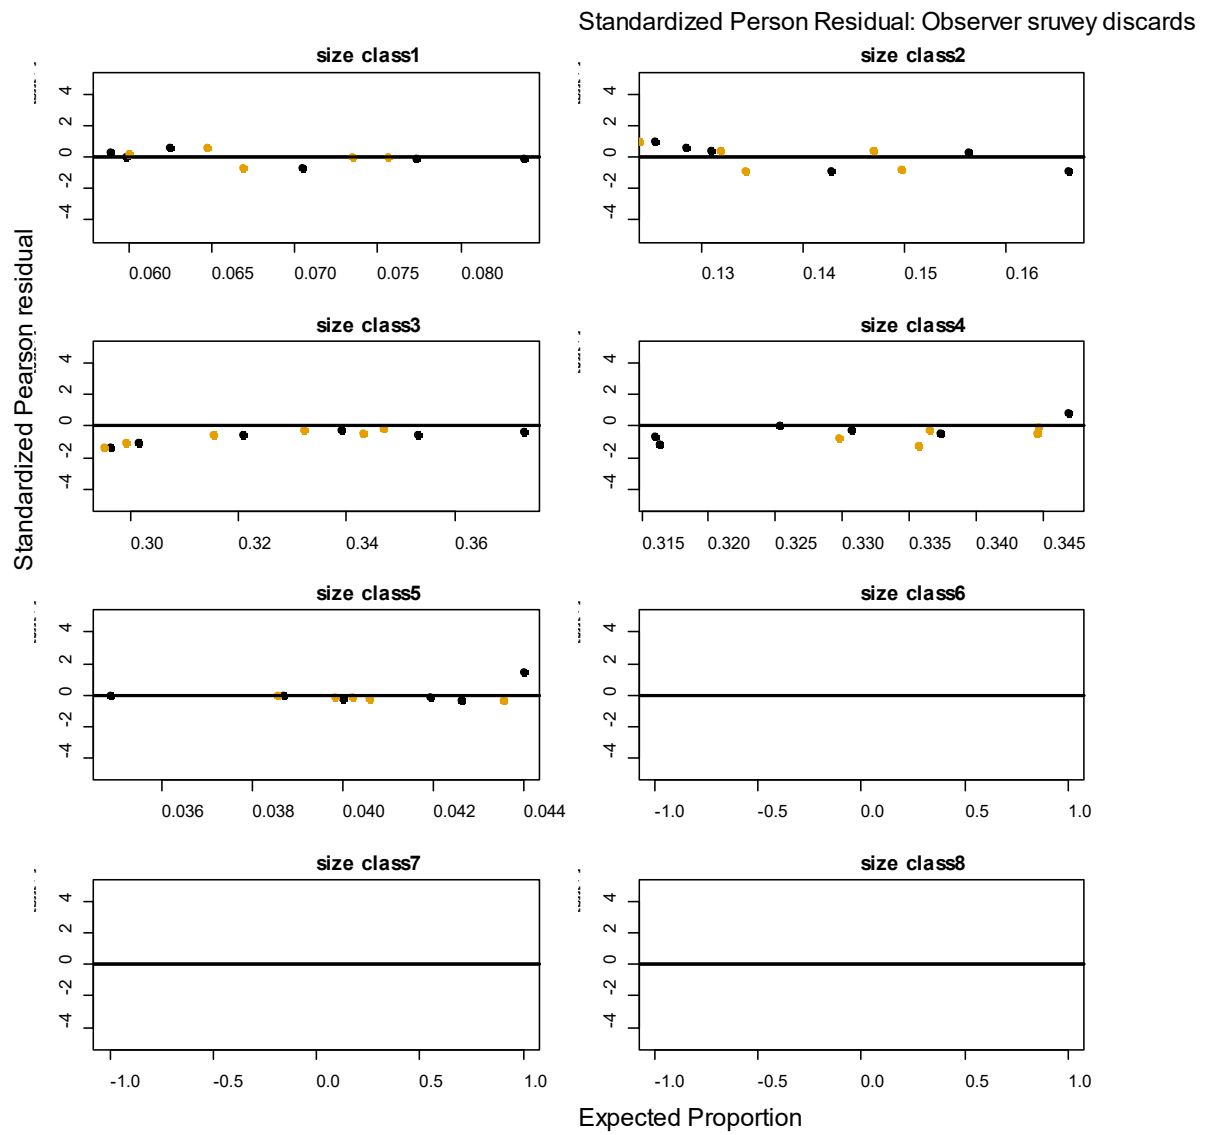 Standardized Person Residual: Observer sruvey discards
size class1
size class2
4
2
0
-2
-4
4
2
0
-2
-4
0.060 0.065 0.070 0.075 0.080
0.13 0.14 0.15 0.16
Standardized Pearson residual
size class3
size class4
4
2
0
-2
-4
4
2
0
-2
-4
0.30 0.32 0.34 0.36
0.315 0.320 0.325 0.330 0.335 0.340 0.345
size class5
size class6
4
2
0
-2
-4
4
2
0
-2
-4
0.036 0.038 0.040 0.042 0.044
-1.0 -0.5 0.0 0.5 1.0
size class7
size class8
4
2
0
-2
-4
4
2
0
-2
-4
-1.0 -0.5 0.0 0.5 1.0
-1.0 -0.5 0.0 0.5 1.0
Expected Proportion